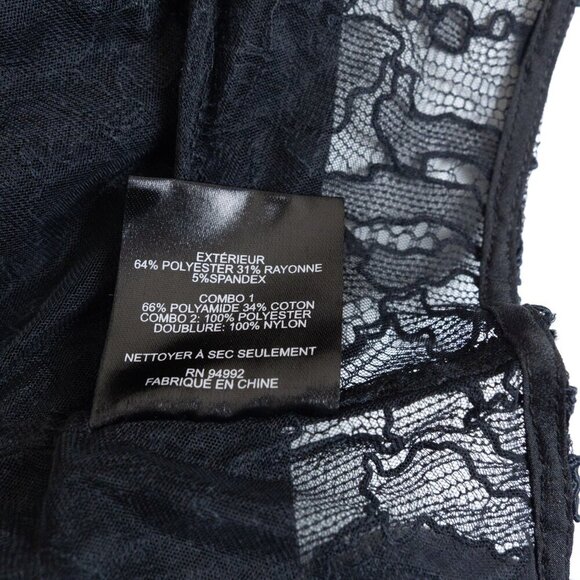 EXTÉRIEUR
64% POLYESTER 31% RAYONNE
5%SPANDEX
COMBO 1
66% POLYAMIDE 34% COTON
COMBO 2: 100% POLYESTER
DOUBLURE: 100% NYLON
NETTOYER À SEC SEULEMENT
RN 94992
FABRIQUÉ EN CHINE